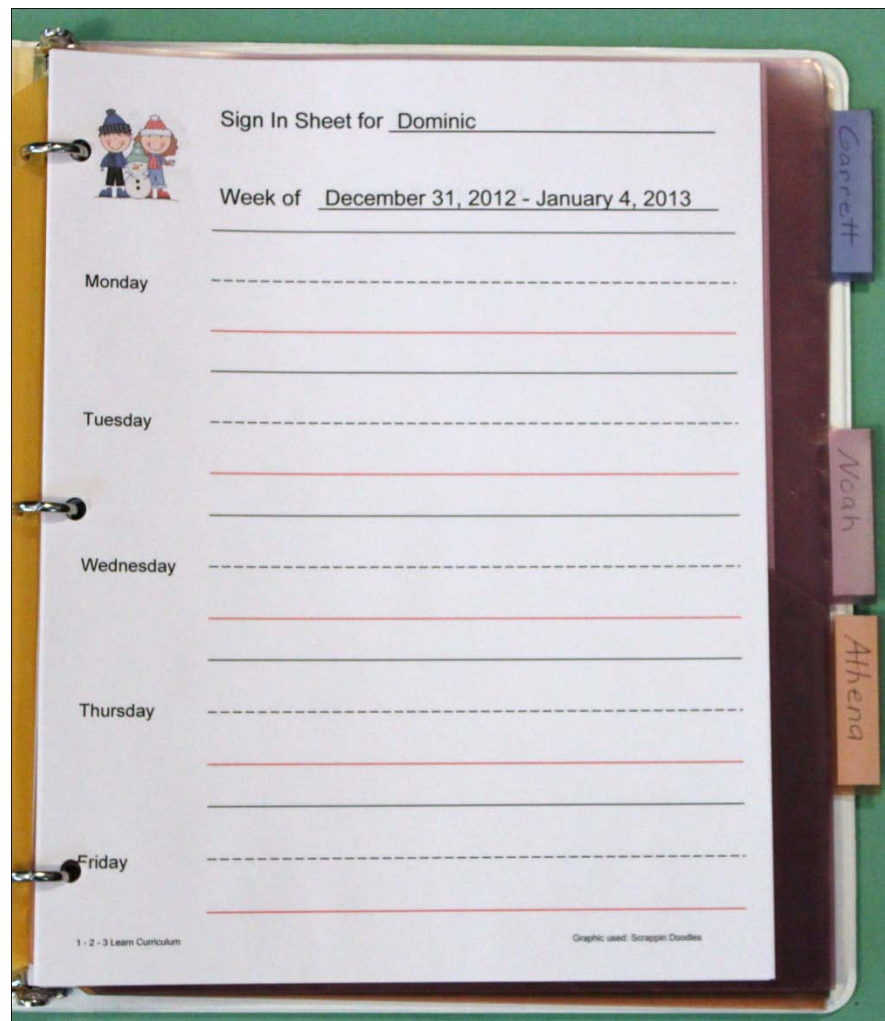 Sign In Sheet for Dominic
Week of December 31, 2012 - January 4, 2013
Monday
Tuesday
Wednesday
Thursday
Friday
1 - 2 - 3 Learn Curriculum
Graphic used: Scrappin Doodles
Garrett
Noah
Athena